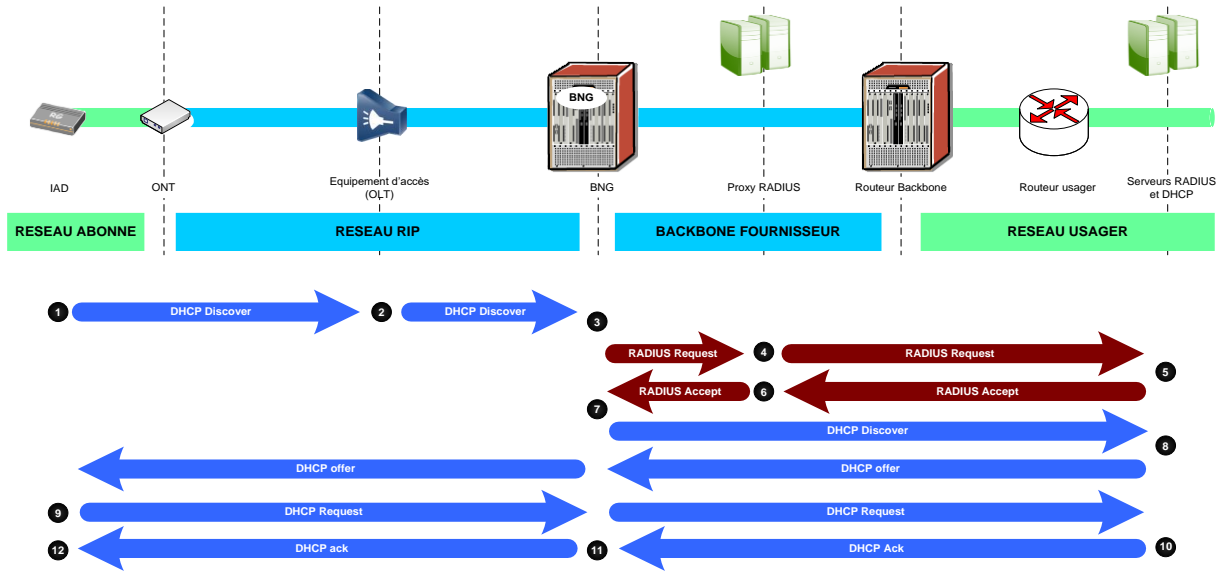 BNG
RG
IAD
ONT
Equipement d'accès
(OLT)
BNG
Proxy RADIUS
Routeur Backbone
Routeur usager
Serveurs RADIUS
et DHCP
RESEAU ABONNE
RESEAU RIP
BACKBONE FOURNISSEUR
RESEAU USAGER
1
DHCP Discover
2
DHCP Discover
3
RADIUS Request
4
RADIUS Request
5
RADIUS Accept
6
RADIUS Accept
7
DHCP Discover
8
DHCP offer
DHCP offer
9
DHCP Request
DHCP Request
12
DHCP ack
11
DHCP Ack
10